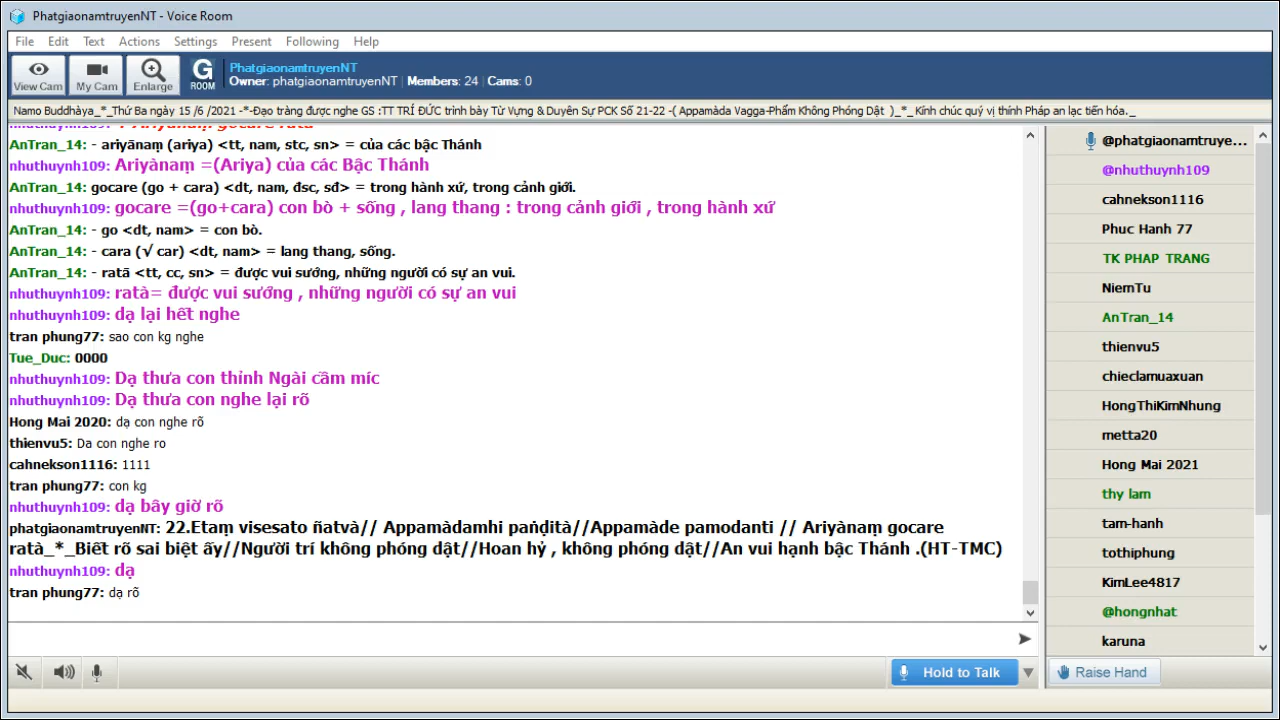 PhatgiaonamtruyenNT - Voice Room
File Edit Text Actions Settings Present Following Help
View Cam My Cam Enlarge G ROOM
PhatgiaonamtruyenNT
Owner: phatgiaonamtruyenNT | Members: 24 | Cams: 0
Namo Buddhàya_*_Thứ Ba ngày 15 /6 /2021 -*-Đạo tràng được nghe GS :TT TRÍ ĐỨC trình bày Từ Vựng & Duyên Sự PCK Số 21-22 -( Appamàda Vagga-Phẩm Không Phóng Dật )_*_ Kính chúc quý vị thính Pháp an lạc tiến hóa._
AnTran_14: - ariyānaṃ (ariya) <tt, nam, stc, sn> = của các bậc Thánh
nhuthuynh109: Ariyànaṃ =(Ariya) của các Bậc Thánh
AnTran_14: gocare (go + cara) <dt, nam, đsc, sđ> = trong hành xứ, trong cảnh giới.
nhuthuynh109: gocare =(go+cara) con bò + sống , lang thang : trong cảnh giới , trong hành xứ
AnTran_14: - go <dt, nam> = con bò.
AnTran_14: - cara (√ car) <dt, nam> = lang thang, sống.
AnTran_14: - ratā <tt, cc, sn> = được vui sướng, những người có sự an vui.
nhuthuynh109: ratà= được vui sướng , những người có sự an vui
nhuthuynh109: dạ lại hết nghe
tran phung77: sao con kg nghe
Tue_Duc: 0000
nhuthuynh109: Dạ thưa con thỉnh Ngài cầm míc
nhuthuynh109: Dạ thưa con nghe lại rõ
Hong Mai 2020: dạ con nghe rõ
thienvu5: Da con nghe ro
cahnekson1116: 1111
tran phung77: con kg
nhuthuynh109: dạ bây giờ rõ
phatgiaonamtruyenNT: 22.Etaṃ visesato ñatvà// Appamàdamhi paṇḍità//Appamàde pamodanti // Ariyànaṃ gocare
ratà_*_Biết rõ sai biệt ấy//Người trí không phóng dật//Hoan hỷ , không phóng dật//An vui hạnh bậc Thánh .(HT-TMC)
nhuthuynh109: dạ
tran phung77: dạ rõ
@phatgiaonamtruye...
@nhuthuynh109
cahnekson1116
Phuc Hanh 77
TK PHAP TRANG
NiemTu
AnTran_14
thienvu5
chieclamuaxuan
HongThiKimNhung
metta20
Hong Mai 2021
thy lam
tam-hanh
tothiphung
KimLee4817
@hongnhat
karuna
Hold to Talk
Raise Hand